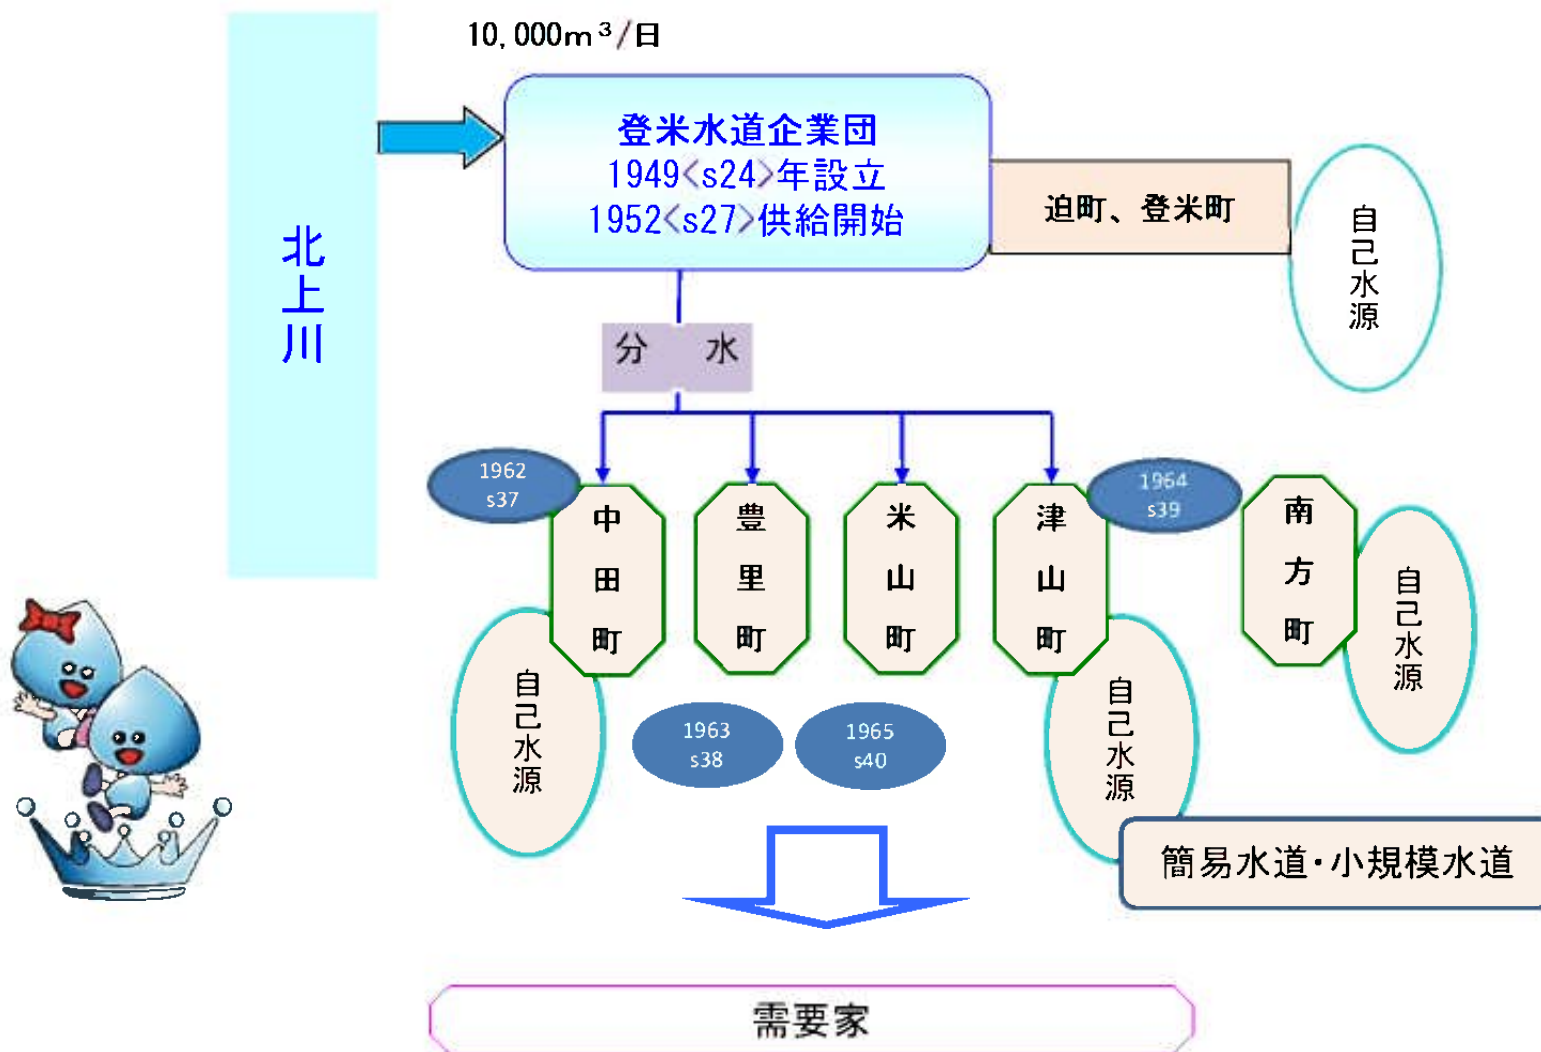 10,000m³/日
北上川
登米水道企業団
1949<s24>年設立
1952<s27>供給開始
迫町、登米町
自己水源
分 水
1962
s37
中田町
自己水源
豊里町
1963
s38
米山町
1965
s40
津山町
自己水源
1964
s39
南方町
自己水源
簡易水道・小規模水道
需要家